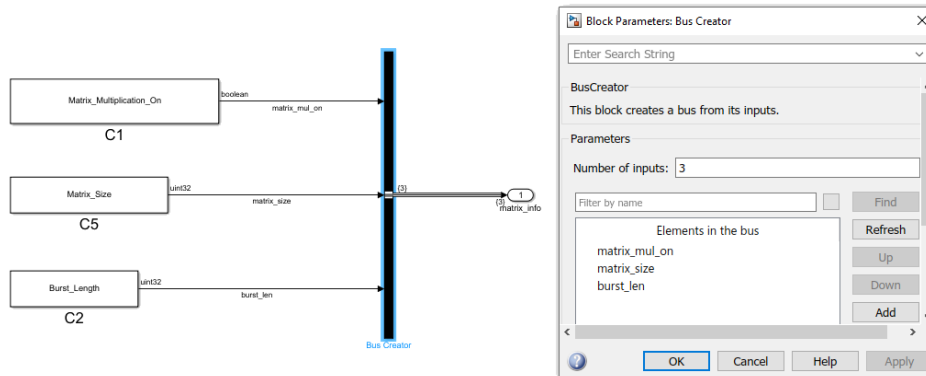 Matrix_Multiplication_On
boolean
matrix_mul_on
C1
Matrix_Size
uint32
matrix_size
C5
{3}
{3}
1
matrix_info
Burst_Length
uint32
burst_len
C2
Bus Creator
Block Parameters: Bus Creator
Enter Search String
BusCreator
This block creates a bus from its inputs.
Parameters
Number of inputs: 3
Filter by name
Find
Elements in the bus
Refresh
matrix_mul_on
matrix_size
burst_len
Up
Down
Add
?
OK
Cancel
Help
Apply